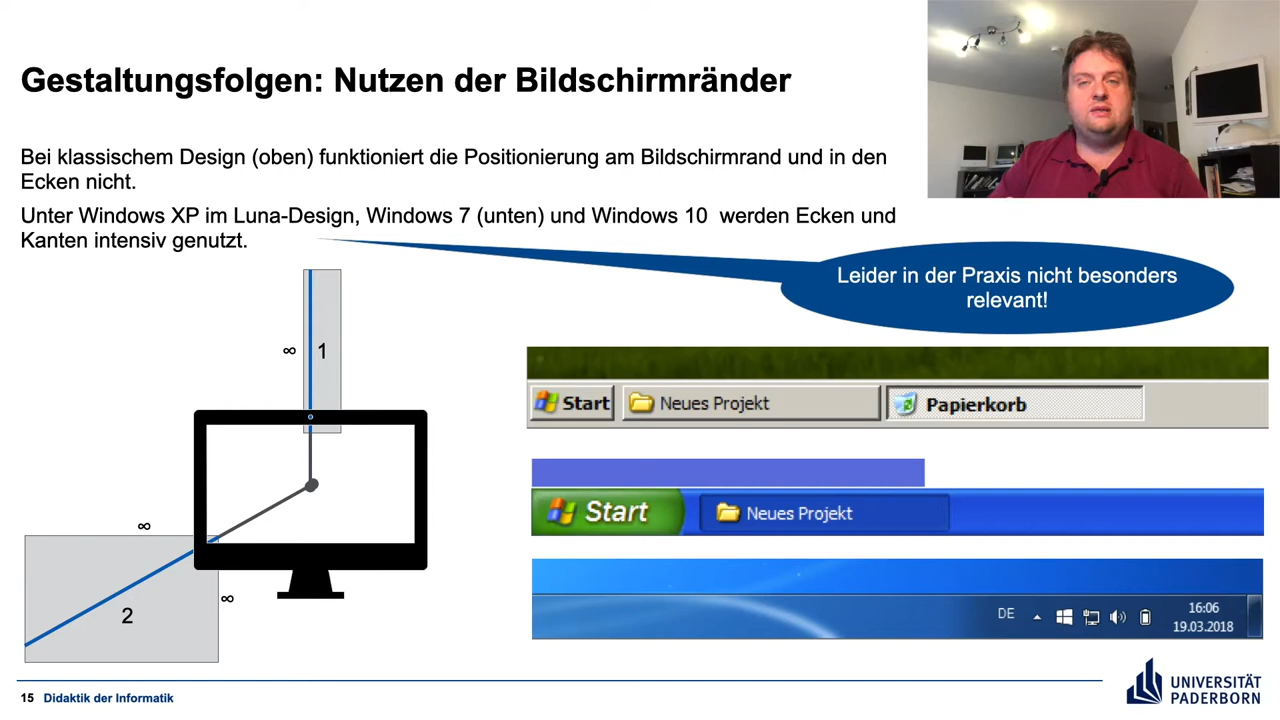 Gestaltungsfolgen: Nutzen der Bildschirmränder
Bei klassischem Design (oben) funktioniert die Positionierung am Bildschirmrand und in den
Ecken nicht.
Unter Windows XP im Luna-Design, Windows 7 (unten) und Windows 10 werden Ecken und
Kanten intensiv genutzt.
Leider in der Praxis nicht besonders
relevant!
∞ 1
Start Neues Projekt Papierkorb
Start Neues Projekt
∞
∞
2
DE 16:06
19.03.2018
15 Didaktik der Informatik
UNIVERSITÄT
PADERBORN